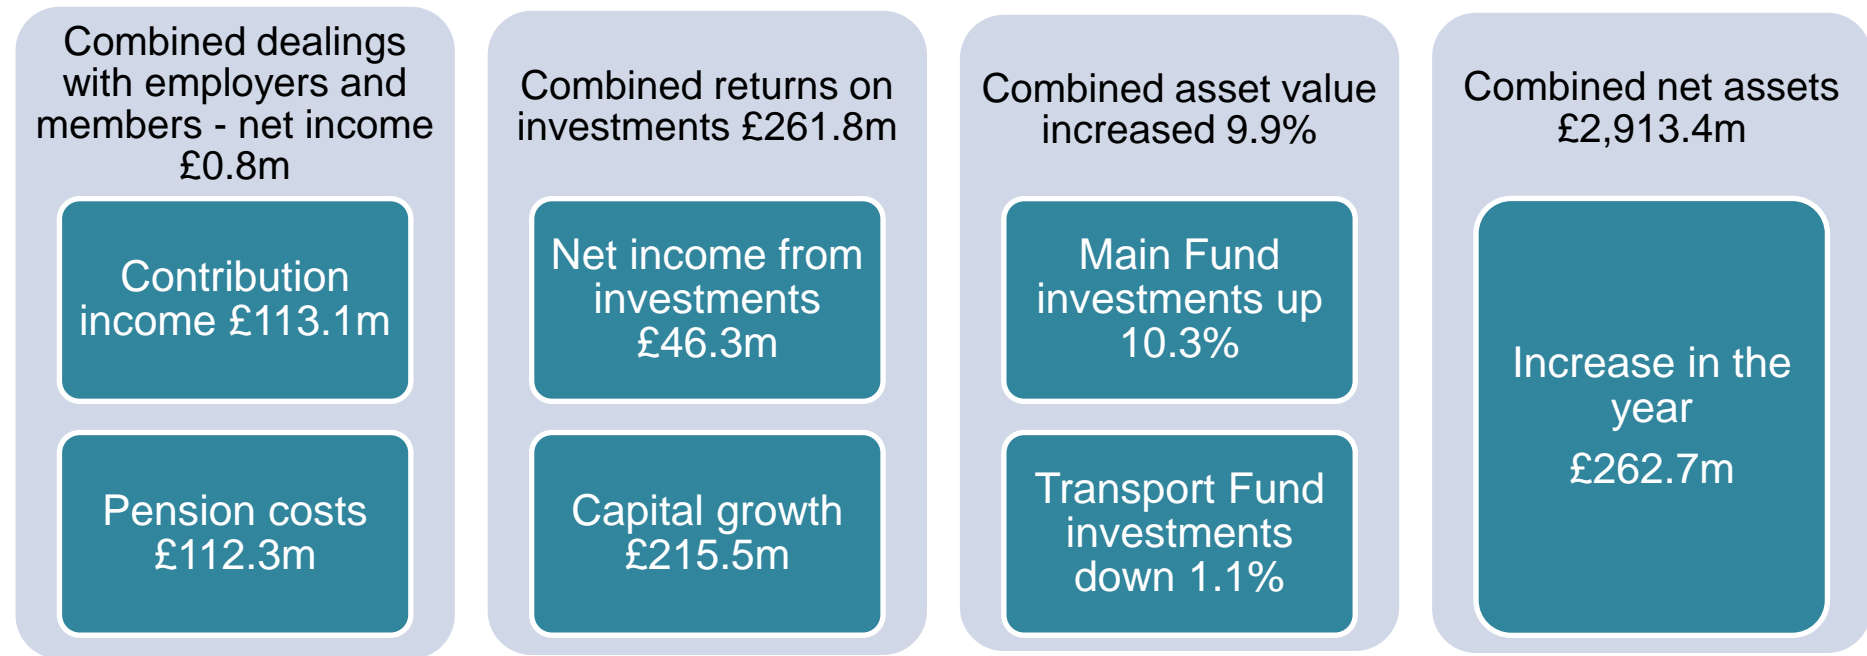 Combined dealings
with employers and
members - net income
£0.8m
Contribution
income £113.1m
Pension costs
£112.3m
Combined returns on
investments £261.8m
Net income from
investments
£46.3m
Capital growth
£215.5m
Combined asset value
increased 9.9%
Main Fund
investments up
10.3%
Transport Fund
investments
down 1.1%
Combined net assets
£2,913.4m
Increase in the
year
£262.7m